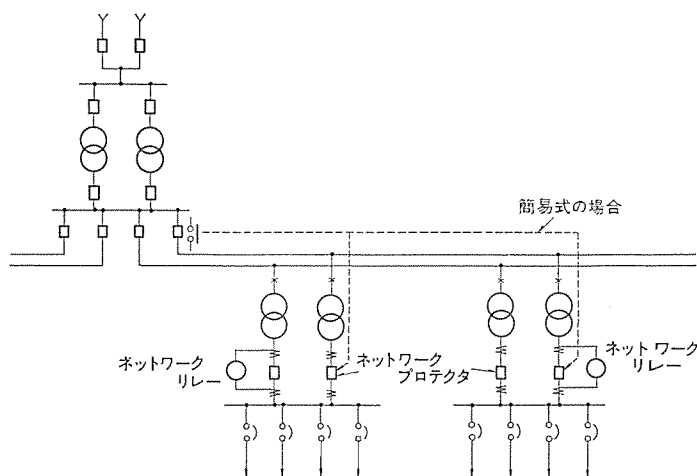 簡易式の場合
ネットワーク
リレー
ネットワーク
プロテクタ
ネットワーク
リレー